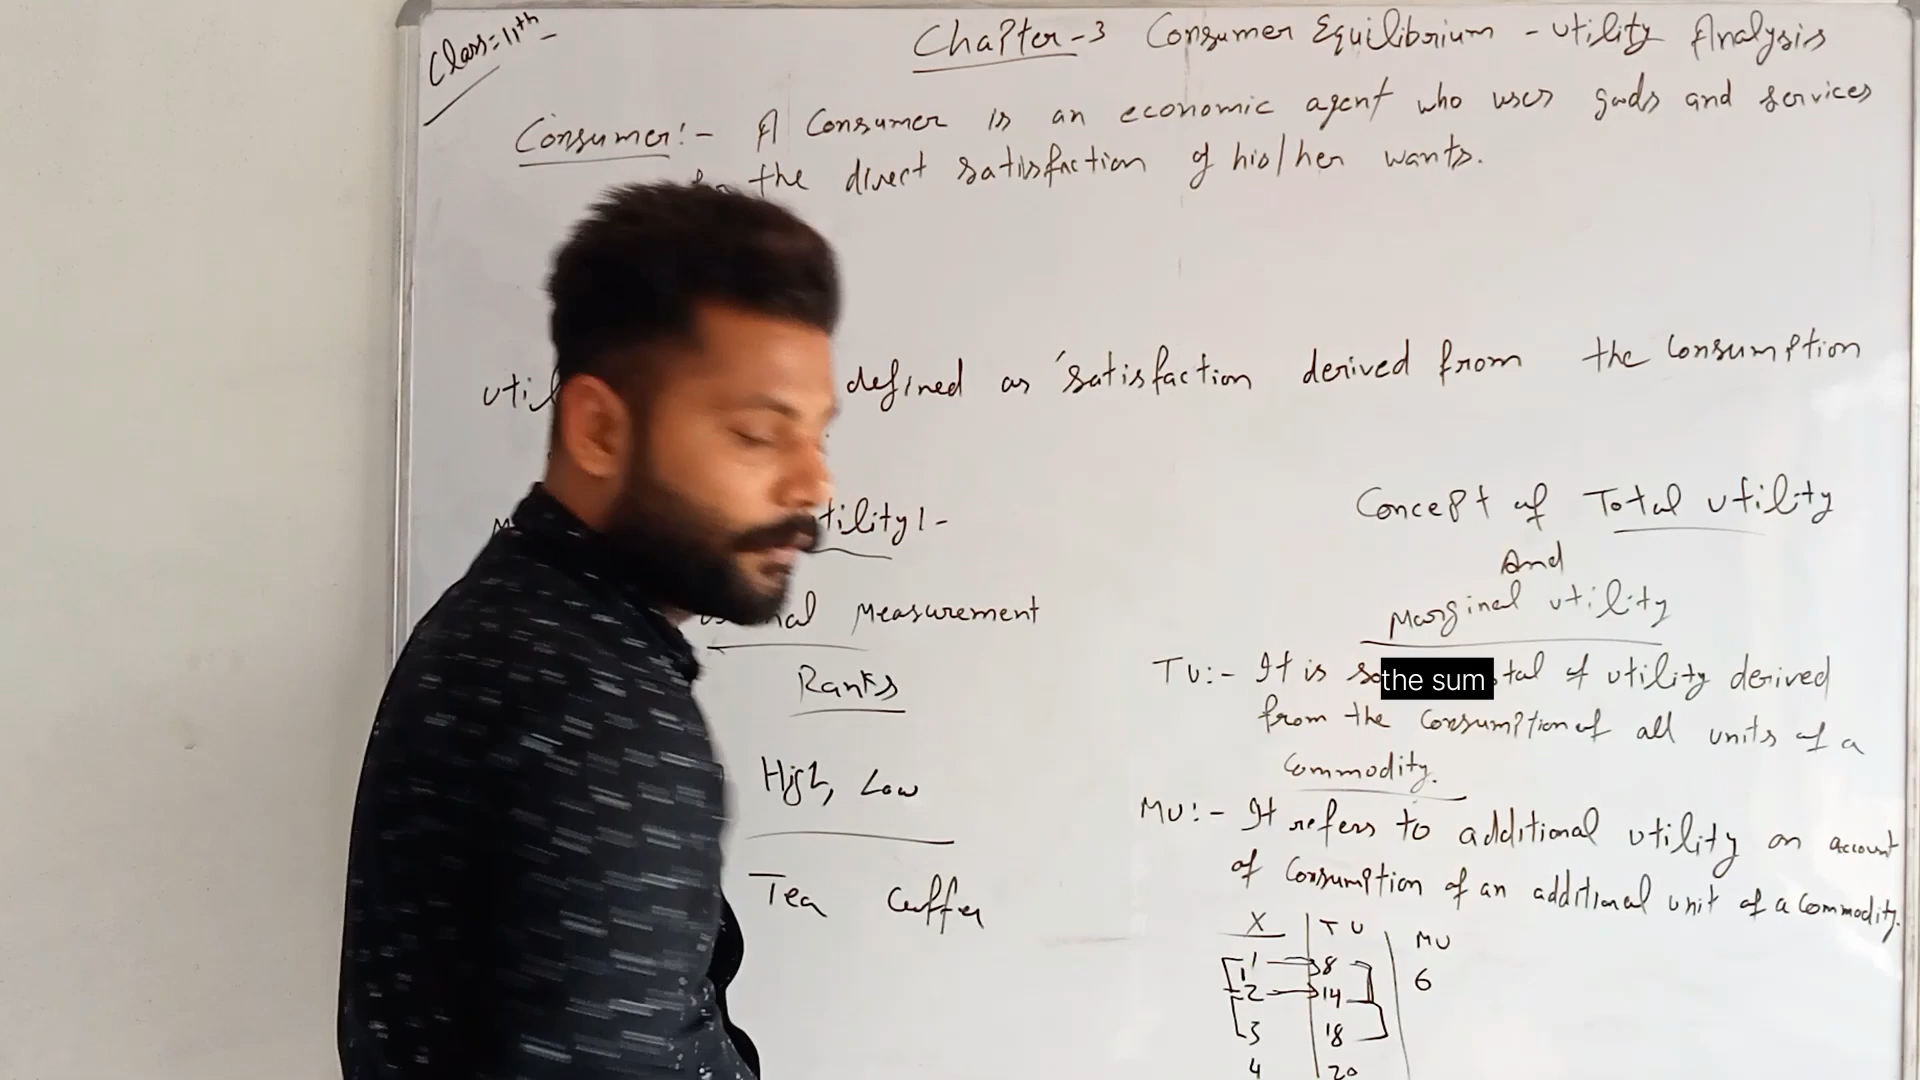 Class = 11th
Chapter - 3 Consumer Equilibrium - Utility Analysis
Consumer :- A Consumer is an economic agent who uses goods and services
the direct satisfaction of his/her wants.
defined as 'satisfaction derived from the Consumption
tility :-
Measurement
Ranks
High, Low
Tea
Concept of Total Utility
And
Marginal utility
TU :- It is the sum tal of utility derived
from the Consumption of all units of a
Commodity.
MU :- It refers to additional utility on account
of Consumption of an additional unit of a Commodity.
X TU MU
1 8 6
2 14
3 18
4 20